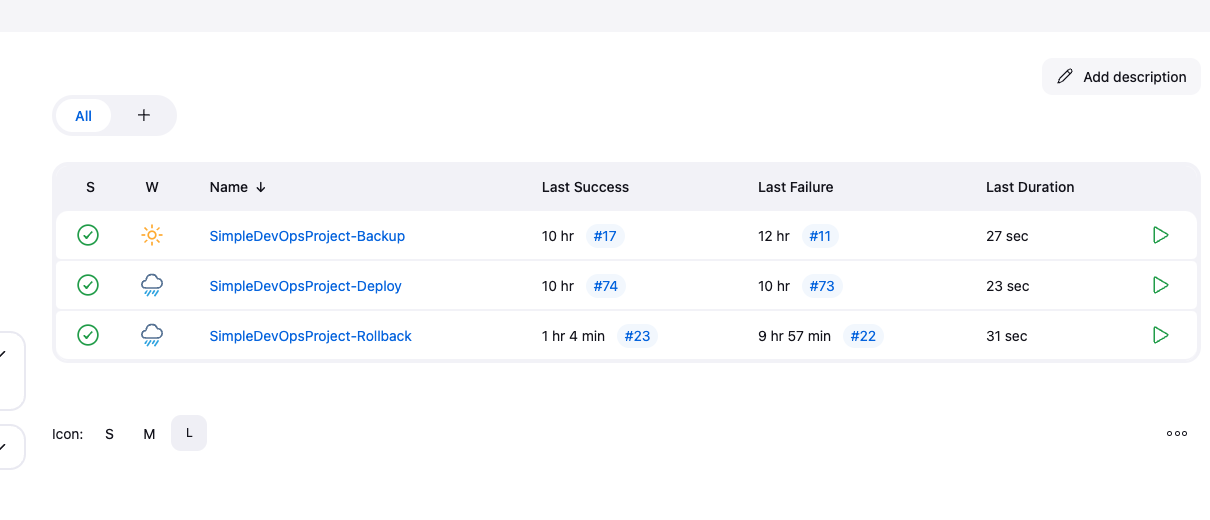 Add description
All +
S W Name ↓ Last Success Last Failure Last Duration
SimpleDevOpsProject-Backup 10 hr #17 12 hr #11 27 sec
SimpleDevOpsProject-Deploy 10 hr #74 10 hr #73 23 sec
SimpleDevOpsProject-Rollback 1 hr 4 min #23 9 hr 57 min #22 31 sec
Icon: S M L